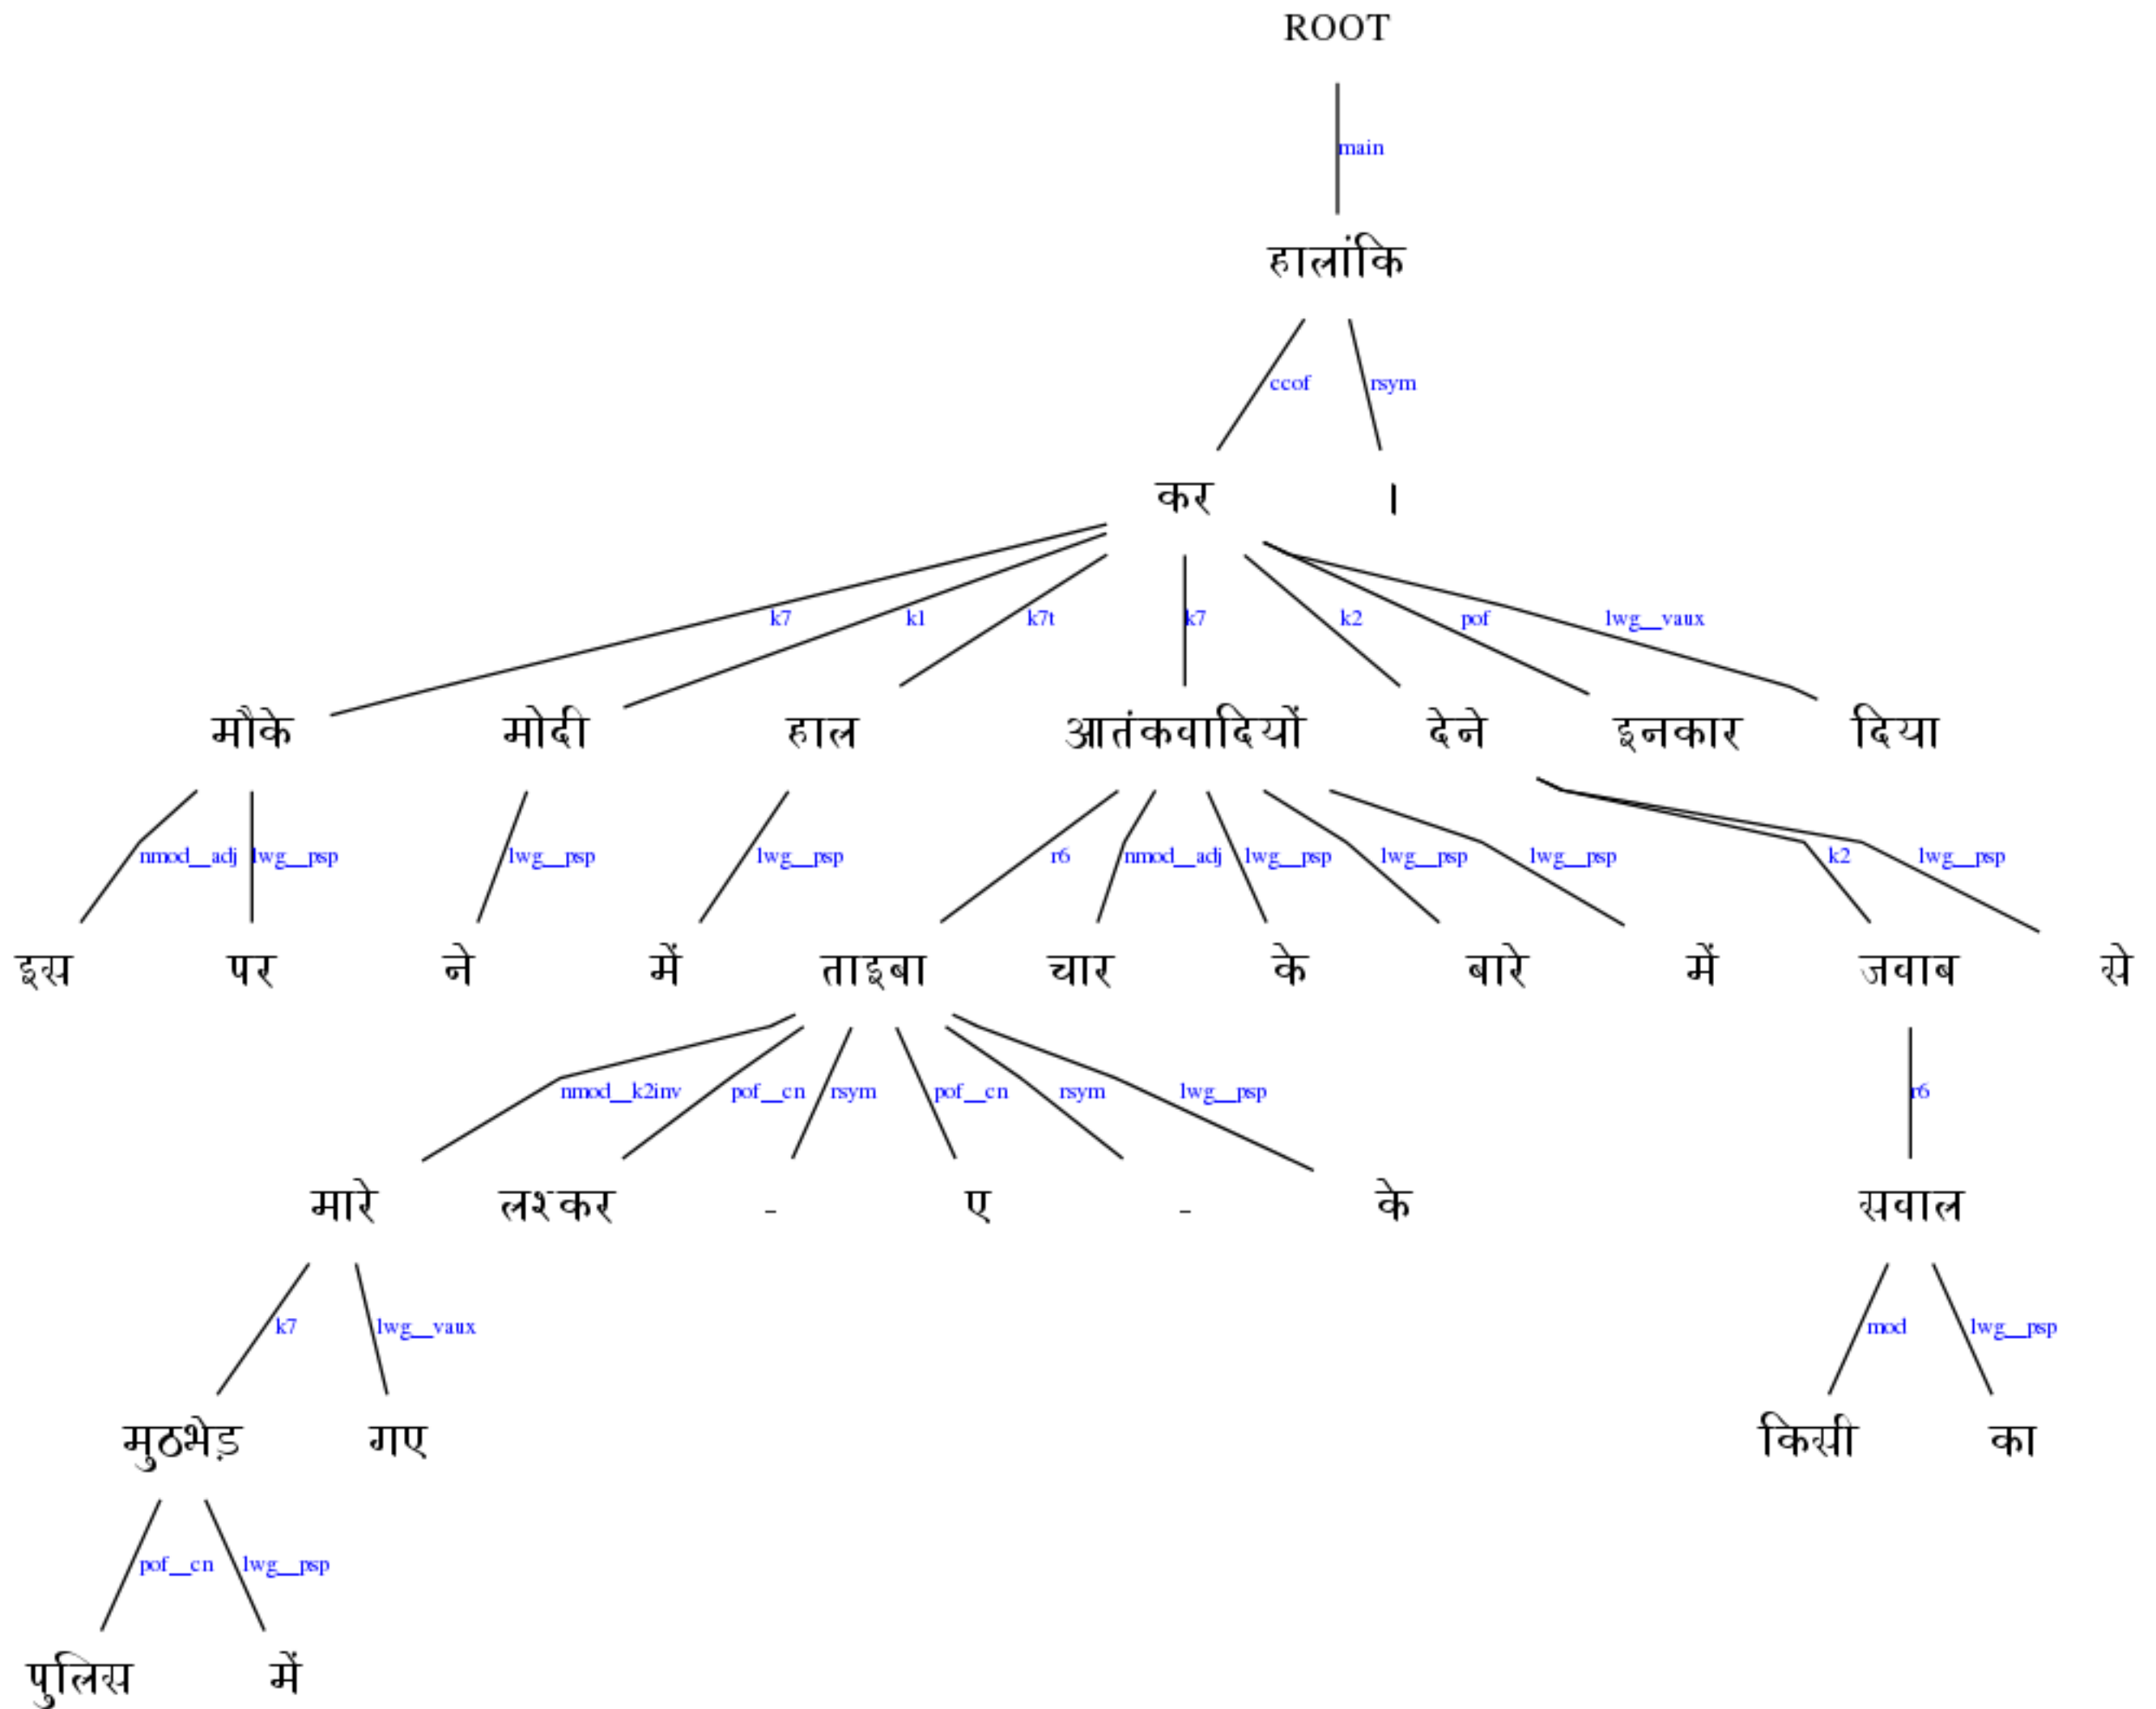 ROOT
main
हालांकि
ccof rsym
कर ।
k7 k1 k7t k7 k2 pof lwg__vaux
मौके मोदी हाल आतंकवादियों देने इनकार दिया
nmod__adj lwg__psp lwg__psp lwg__psp r6 nmod__adj lwg__psp lwg__psp lwg__psp k2 lwg__psp
इस पर ने में ताइबा चार के बारे में जवाब से
nmod__k2inv pof__cn rsym pof__cn rsym lwg__psp r6
मारे लश्कर - ए - के सवाल
k7 lwg__vaux mod lwg__psp
मुठभेड़ गए किसी का
pof__cn lwg__psp
पुलिस में